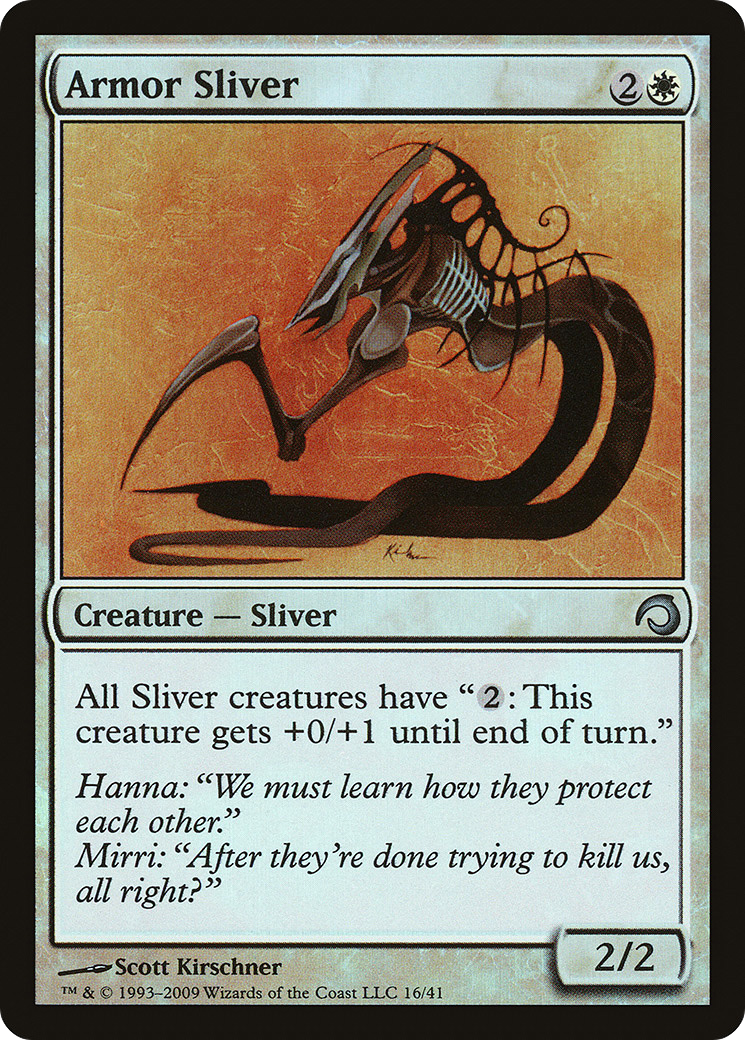 Armor Sliver 2
Creature — Sliver
All Sliver creatures have “2: This
creature gets +0/+1 until end of turn.”
Hanna: “We must learn how they protect
each other.”
Mirri: “After they’re done trying to kill us,
all right?”
2/2
Scott Kirschner
™ & © 1993–2009 Wizards of the Coast LLC 16/41